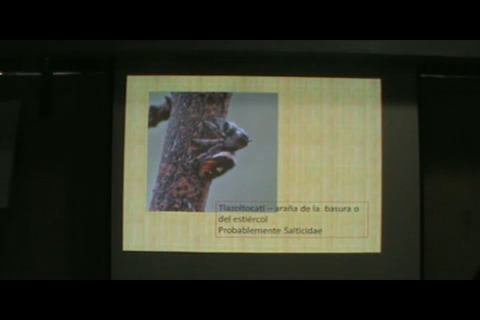 Tlazoltocatl – araña de la basura o
del estiércol
Probablemente Salticidae